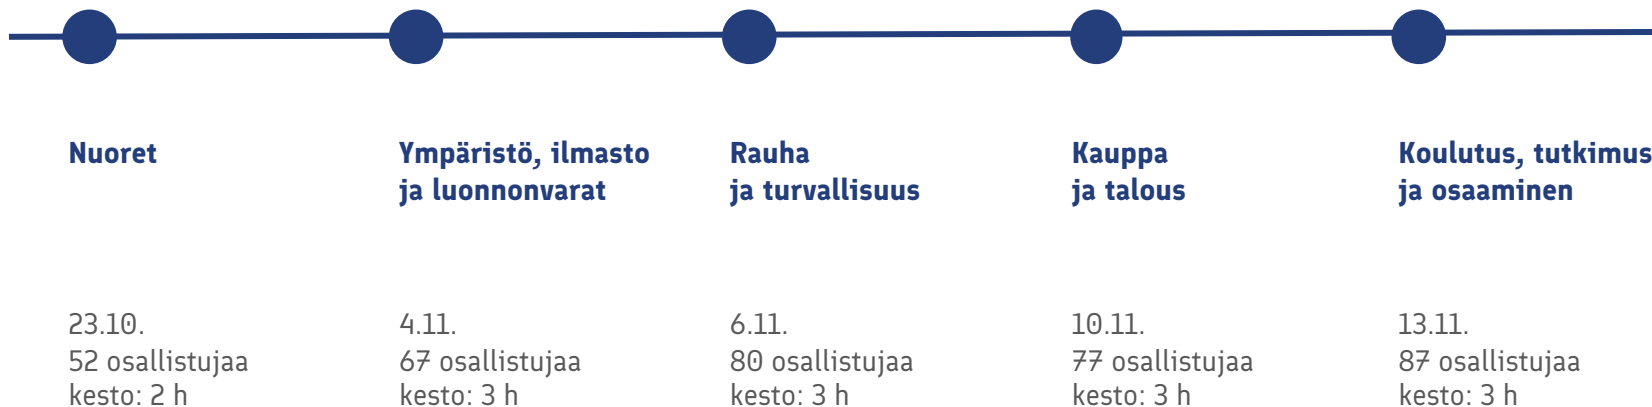 Nuoret
23.10.
52 osallistujaa
kesto: 2 h
Ympäristö, ilmasto
ja luonnonvarat
4.11.
67 osallistujaa
kesto: 3 h
Rauha
ja turvallisuus
6.11.
80 osallistujaa
kesto: 3 h
Kauppa
ja talous
10.11.
77 osallistujaa
kesto: 3 h
Koulutus, tutkimus
ja osaaminen
13.11.
87 osallistujaa
kesto: 3 h